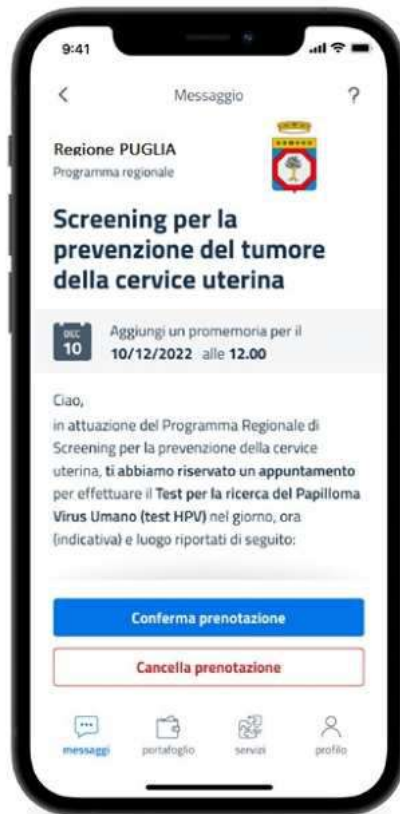 9:41
Messaggio
?
Regione PUGLIA
Programma regionale
Screening per la
prevenzione del tumore
della cervice uterina
DEC
10
Aggiungi un promemoria per il
10/12/2022 alle 12.00
Ciao,
in attuazione del Programma Regionale di
Screening per la prevenzione della cervice
uterina, ti abbiamo riservato un appuntamento
per effettuare il Test per la ricerca del Papilloma
Virus Umano (test HPV) nel giorno, ora
(indicativa) e luogo riportati di seguito:
Conferma prenotazione
Cancella prenotazione
messaggi portafoglio servizi profilo